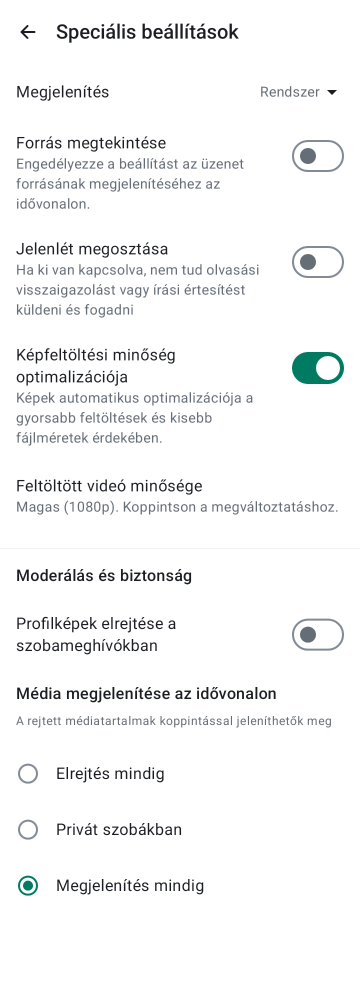 Speciális beállítások
Megjelenítés
Rendszer
Forrás megtekintése
Engedélyezze a beállítást az üzenet
forrásának megjelenítéséhez az
idővonalon.
Jelenlét megosztása
Ha ki van kapcsolva, nem tud olvasási
visszaigazolást vagy írási értesítést
küldeni és fogadni
Képfeltöltési minőség
optimalizációja
Képek automatikus optimalizációja a
gyorsabb feltöltések és kisebb
fájlméretek érdekében.
Feltöltött videó minősége
Magas (1080p). Koppintson a megváltoztatáshoz.
Moderálás és biztonság
Profilképek elrejtése a
szobameghívókban
Média megjelenítése az idővonalon
A rejtett médiatartalmak koppintással jeleníthetők meg
Elrejtés mindig
Privát szobákban
Megjelenítés mindig